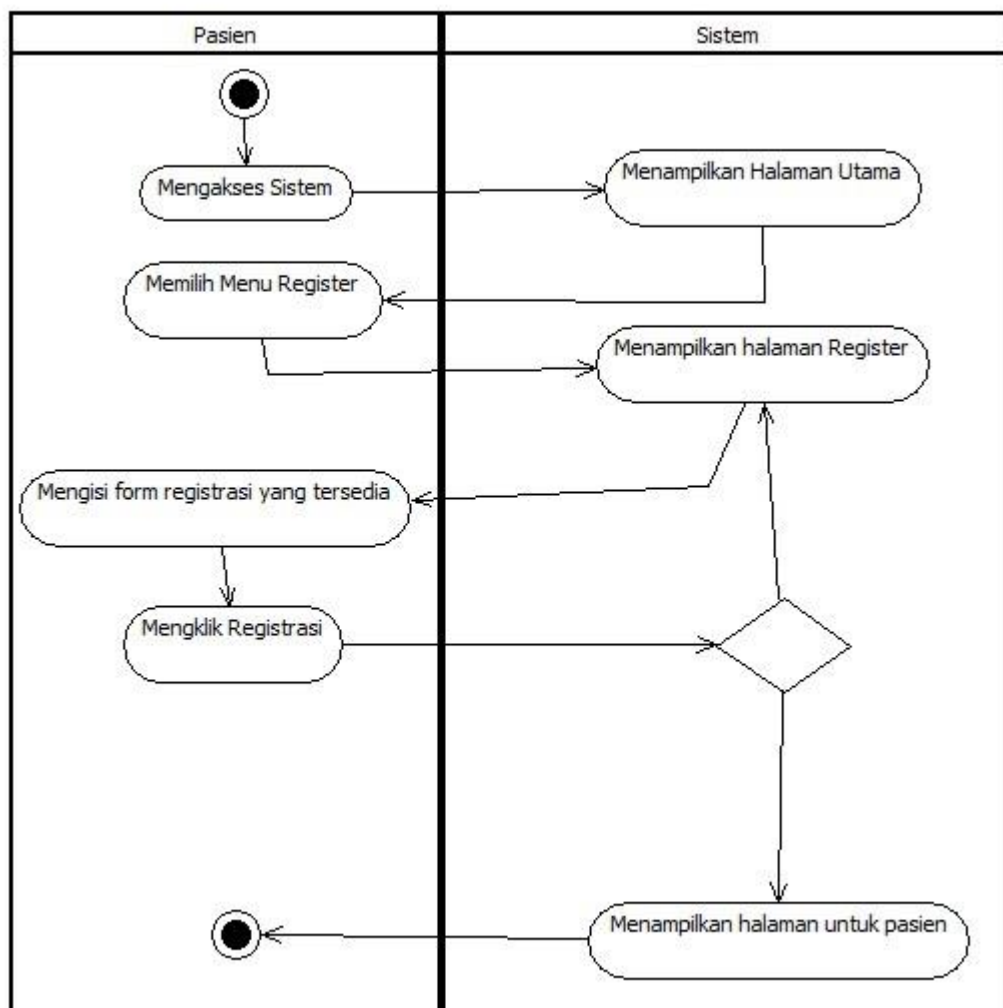 Pasien
Sistem
Mengakses Sistem
Menampilkan Halaman Utama
Memilih Menu Register
Menampilkan halaman Register
Mengisi form registrasi yang tersedia
Mengklik Registrasi
Menampilkan halaman untuk pasien